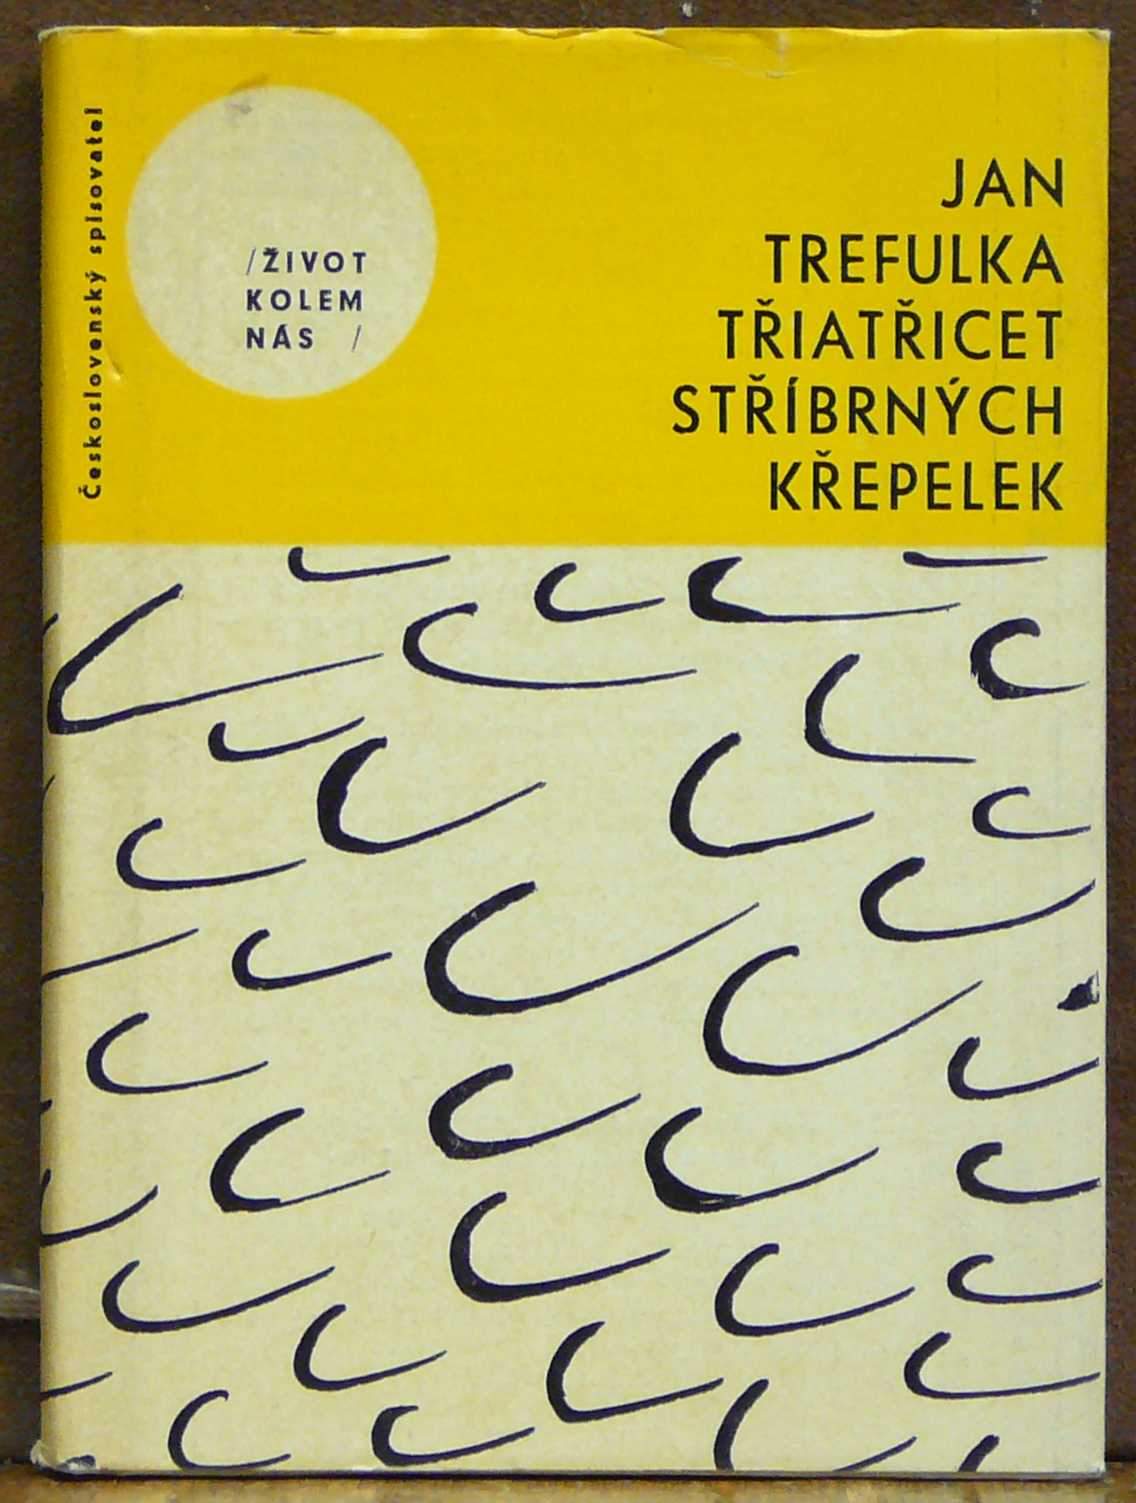 Československý spisovatel
/ŽIVOT
KOLEM
NÁS /
JAN
TREFULKA
TŘIATŘICET
STŘÍBRNÝCH
KŘEPELEK